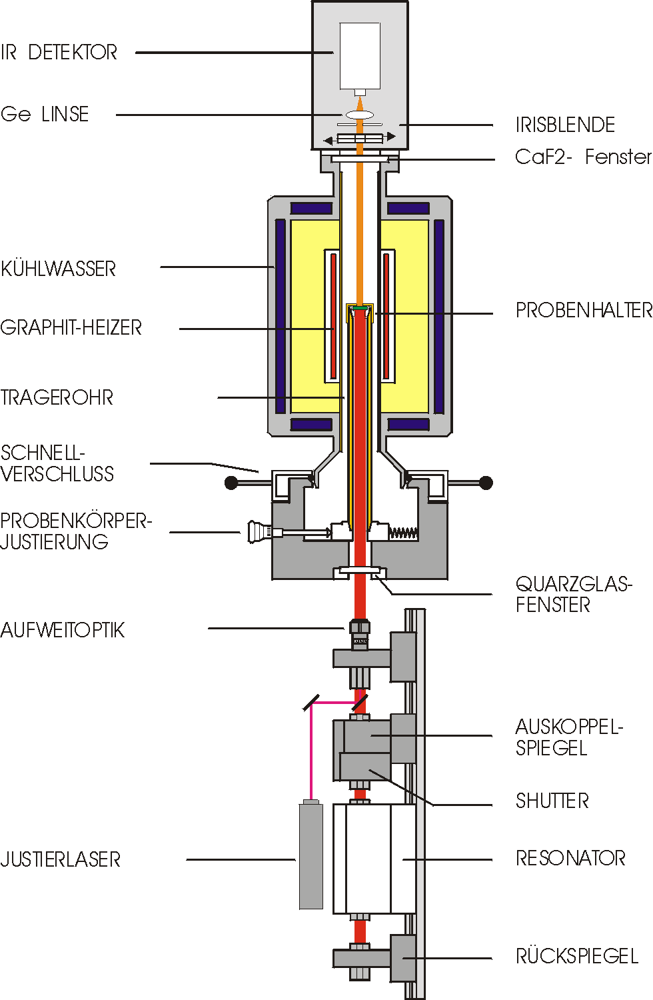 IR DETEKTOR
Ge LINSE
IRISBLENDE
CaF2- Fenster
KÜHLWASSER
PROBENHALTER
GRAPHIT-HEIZER
TRAGEROHR
SCHNELL-
VERSCHLUSS
PROBENKÖRPER-
JUSTIERUNG
QUARZGLAS-
FENSTER
AUFWEITOPTIK
AUSKOPPEL-
SPIEGEL
SHUTTER
JUSTIERLASER
RESONATOR
RÜCKSPIEGEL